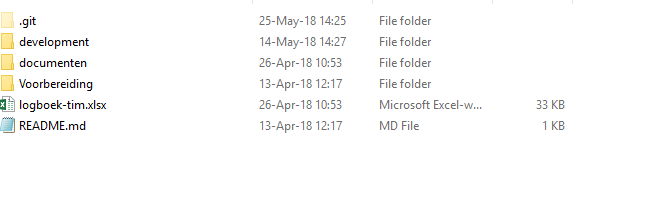 .git 25-May-18 14:25 File folder
development 14-May-18 14:27 File folder
documenten 26-Apr-18 10:53 File folder
Voorbereiding 13-Apr-18 12:17 File folder
logboek-tim.xlsx 26-Apr-18 10:53 Microsoft Excel-w... 33 KB
README.md 13-Apr-18 12:17 MD File 1 KB